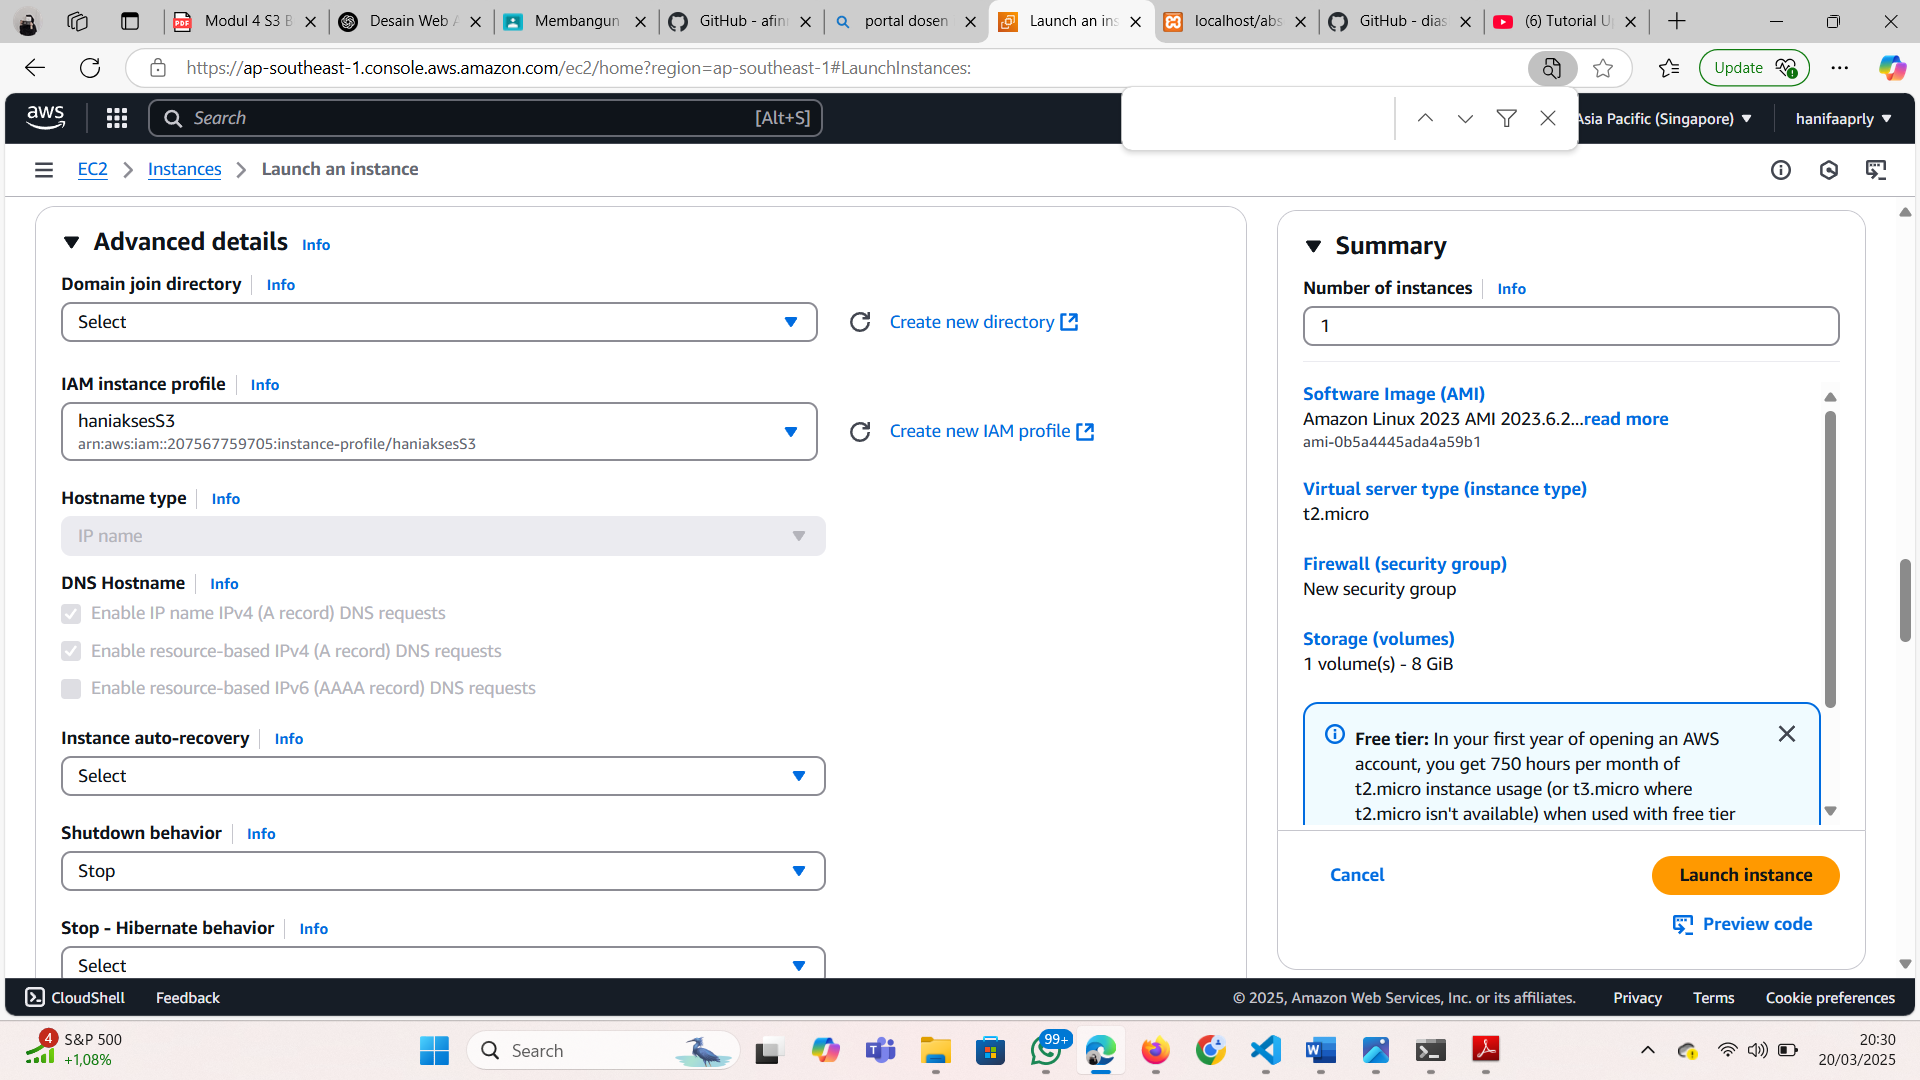 Modul 4 S3 B
Desain Web A
Membangun
GitHub - afin
portal dosen
Launch an ins
localhost/abs
GitHub - dias
(6) Tutorial U
https://ap-southeast-1.console.aws.amazon.com/ec2/home?region=ap-southeast-1#LaunchInstances:
Update
aws
Search
[Alt+S]
Asia Pacific (Singapore)
hanifaaprly
EC2
Instances
Launch an instance
Advanced details
Info
Domain join directory
Info
Select
Create new directory
IAM instance profile
Info
haniaksesS3
arn:aws:iam::207567759705:instance-profile/haniaksesS3
Create new IAM profile
Hostname type
Info
IP name
DNS Hostname
Info
Enable IP name IPv4 (A record) DNS requests
Enable resource-based IPv4 (A record) DNS requests
Enable resource-based IPv6 (AAAA record) DNS requests
Instance auto-recovery
Info
Select
Shutdown behavior
Info
Stop
Stop - Hibernate behavior
Info
Select
Summary
Number of instances
Info
1
Software Image (AMI)
Amazon Linux 2023 AMI 2023.6.2...read more
ami-0b5a4445ada4a59b1
Virtual server type (instance type)
t2.micro
Firewall (security group)
New security group
Storage (volumes)
1 volume(s) - 8 GiB
Free tier: In your first year of opening an AWS
account, you get 750 hours per month of
t2.micro instance usage (or t3.micro where
t2.micro isn't available) when used with free tier
Cancel
Launch instance
Preview code
CloudShell
Feedback
© 2025, Amazon Web Services, Inc. or its affiliates.
Privacy
Terms
Cookie preferences
4
S&P 500
+1,08%
Search
99+
20:30
20/03/2025